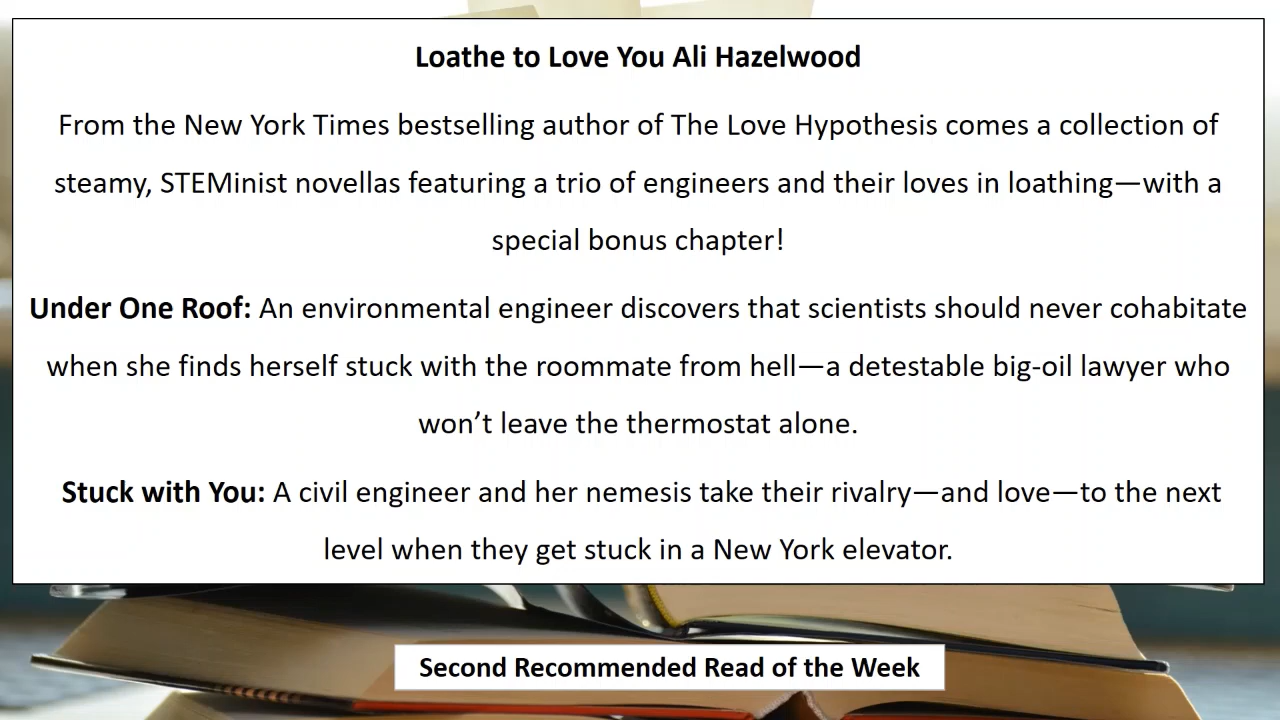 Loathe to Love You Ali Hazelwood
From the New York Times bestselling author of The Love Hypothesis comes a collection of
steamy, STEMinist novellas featuring a trio of engineers and their loves in loathing—with a
special bonus chapter!
Under One Roof: An environmental engineer discovers that scientists should never cohabitate
when she finds herself stuck with the roommate from hell—a detestable big-oil lawyer who
won’t leave the thermostat alone.
Stuck with You: A civil engineer and her nemesis take their rivalry—and love—to the next
level when they get stuck in a New York elevator.
Second Recommended Read of the Week